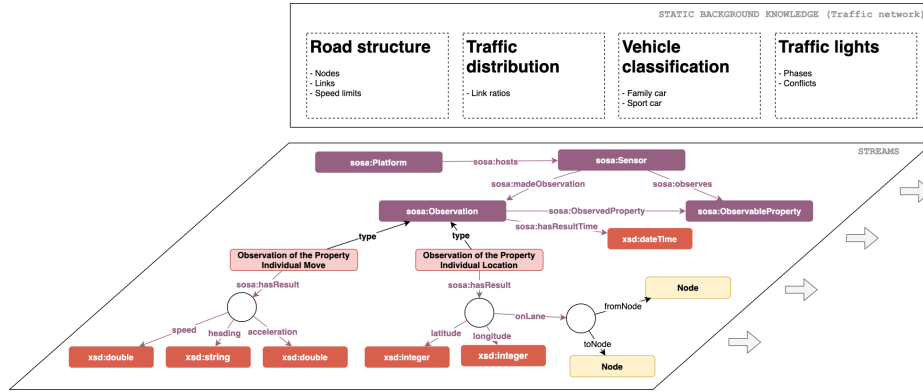 STATIC BACKGROUND KNOWLEDGE (Traffic network)
Road structure
- Nodes
- Links
- Speed limits
Traffic
distribution
- Link ratios
Vehicle
classification
- Family car
- Sport car
Traffic lights
- Phases
- Conflicts
STREAMS
sosa:Platform
sosa:hosts
sosa:Sensor
sosa:madeObservation
sosa:observes
sosa:Observation
sosa:ObservedProperty
sosa:ObservableProperty
sosa:hasResultTime
xsd:dateTime
type
type
Observation of the Property
Individual Move
Observation of the Property
Individual Location
sosa:hasResult
sosa:hasResult
Node
fromNode
onLane
speed
heading
acceleration
latitude
longitude
toNode
xsd:double
xsd:string
xsd:double
xsd:integer
xsd:integer
Node